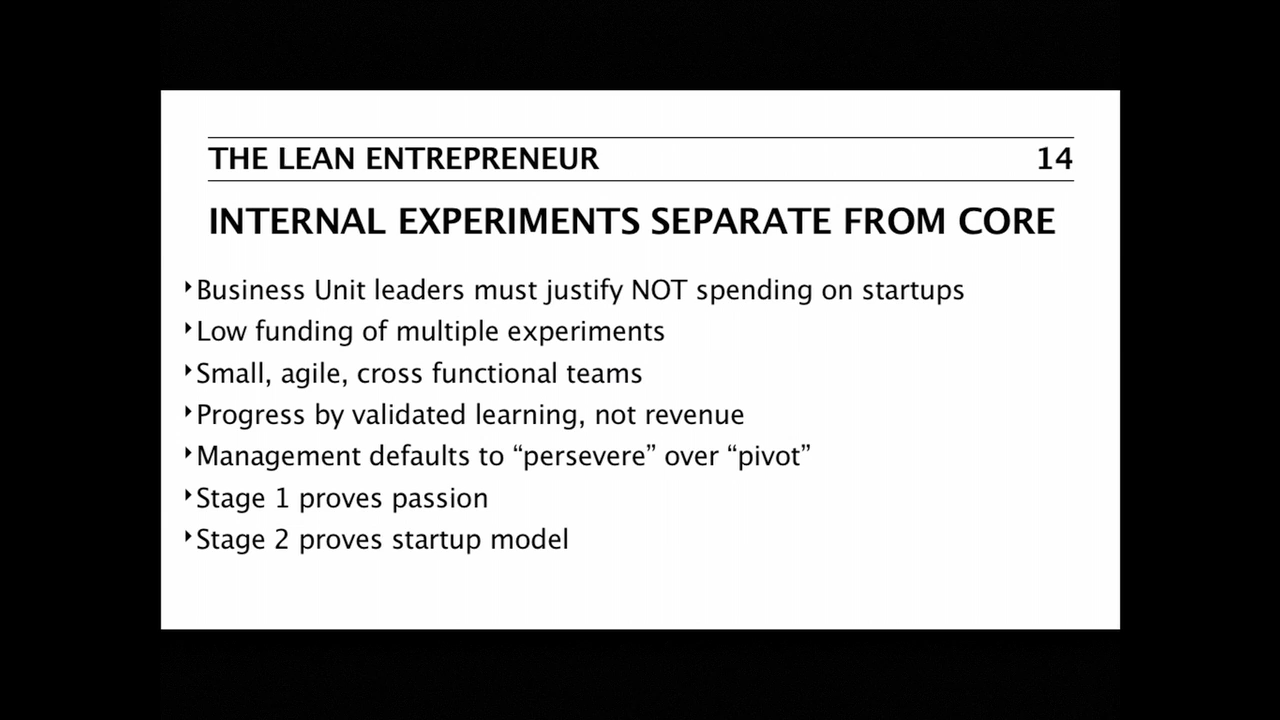 THE LEAN ENTREPRENEUR 14
INTERNAL EXPERIMENTS SEPARATE FROM CORE
Business Unit leaders must justify NOT spending on startups
Low funding of multiple experiments
Small, agile, cross functional teams
Progress by validated learning, not revenue
Management defaults to “persevere” over “pivot”
Stage 1 proves passion
Stage 2 proves startup model